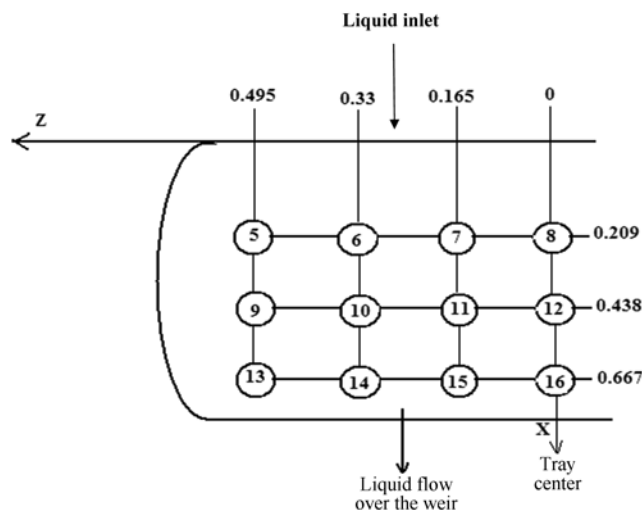 Liquid inlet
0.495 0.33 0.165 0
Z
5 6 7 8 0.209
9 10 11 12 0.438
13 14 15 16 0.667
X
Liquid flow
over the weir
Tray
center